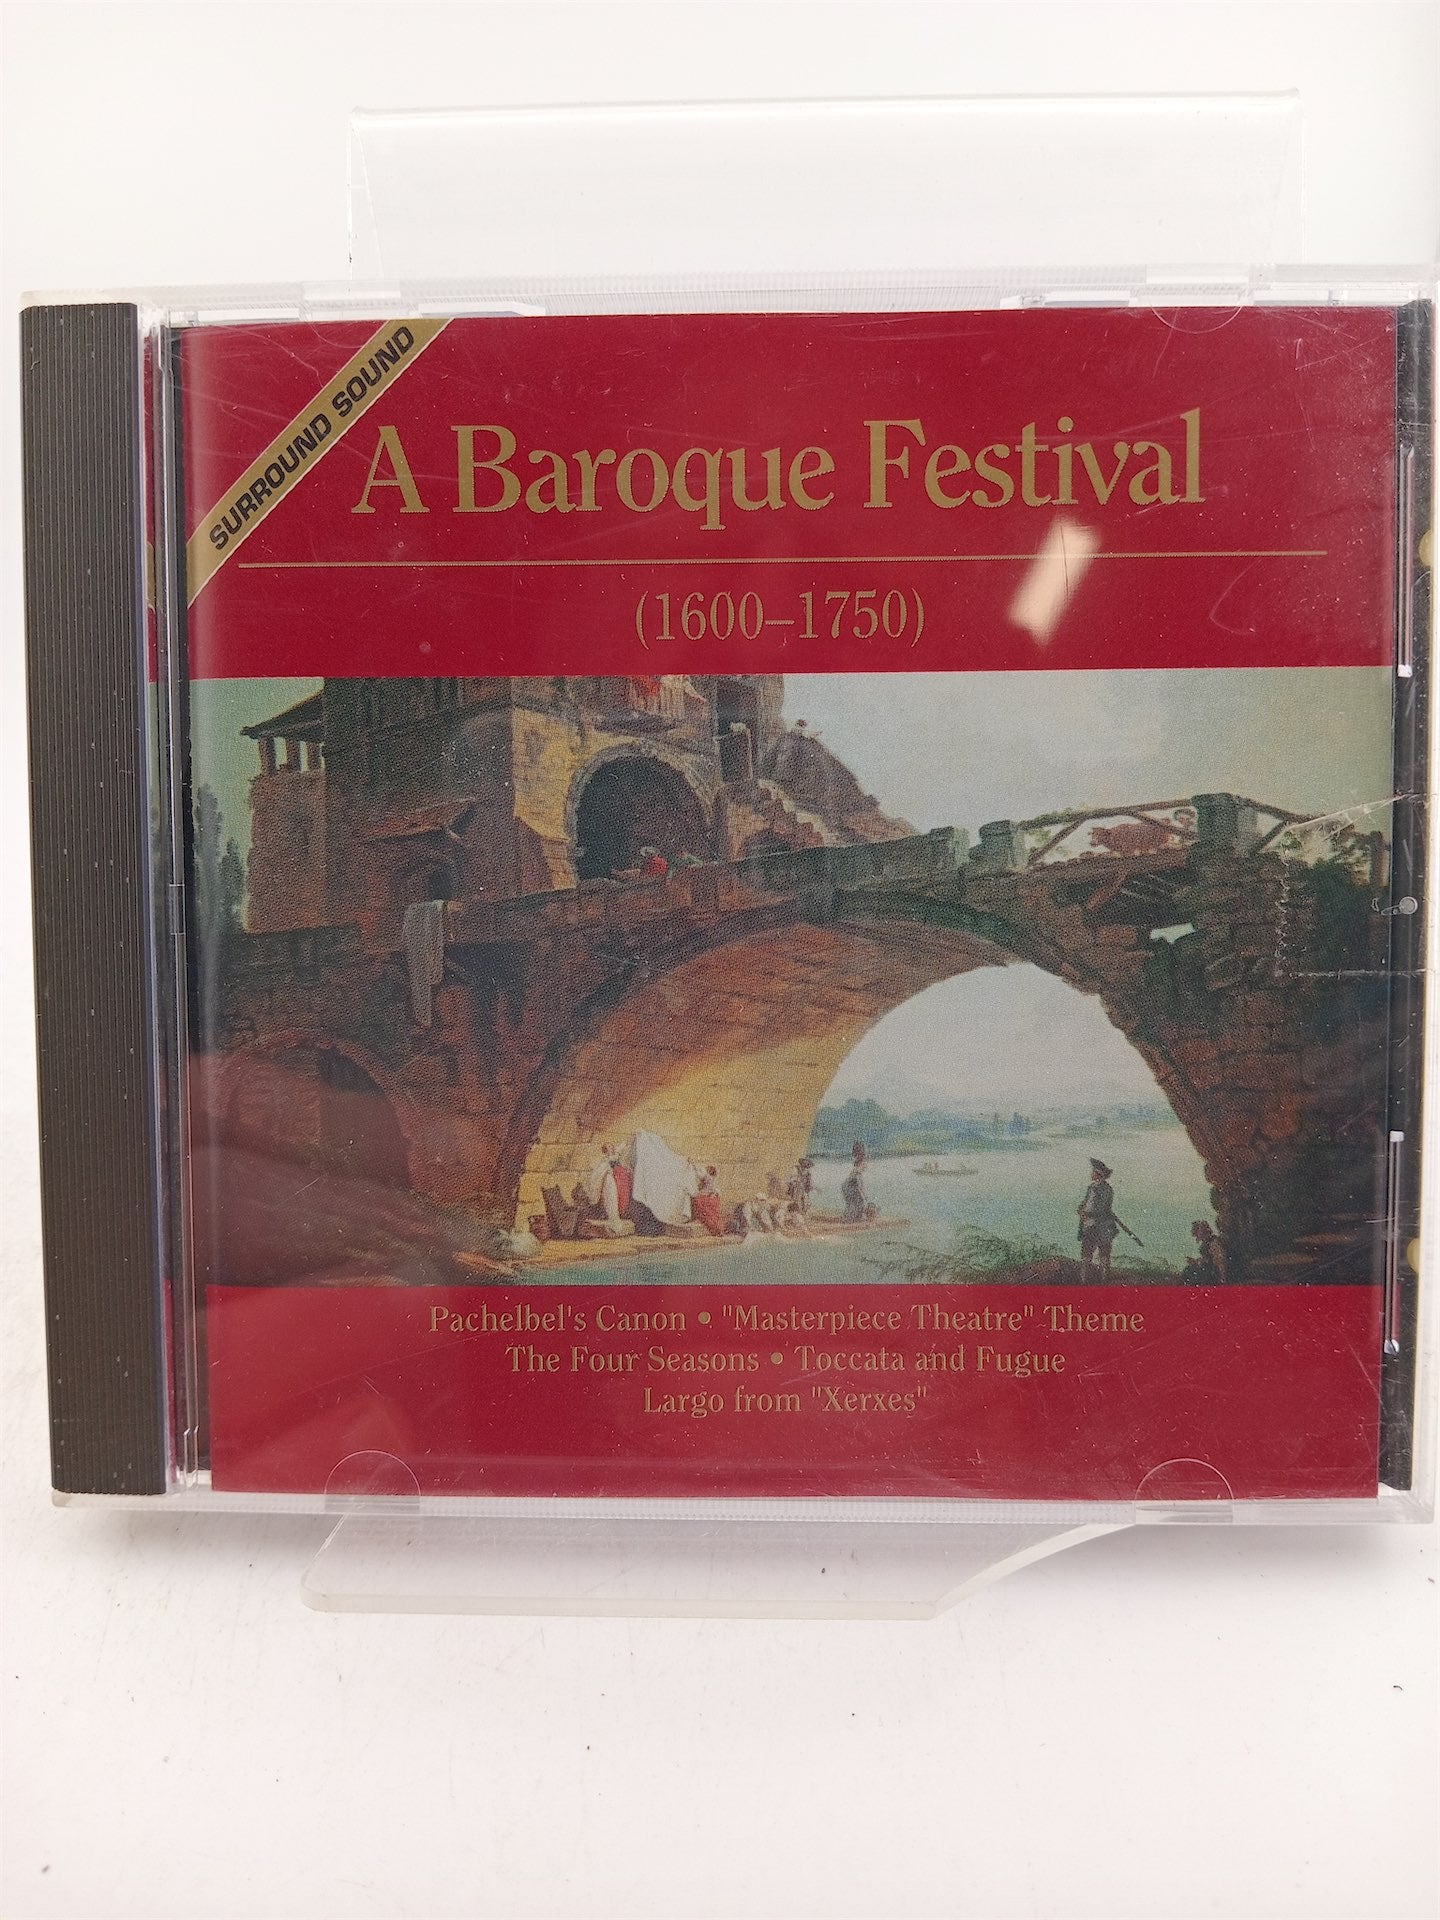 SURROUND SOUND
A Baroque Festival
(1600–1750)
Pachelbel's Canon • "Masterpiece Theatre" Theme
The Four Seasons • Toccata and Fugue
Largo from "Xerxes"